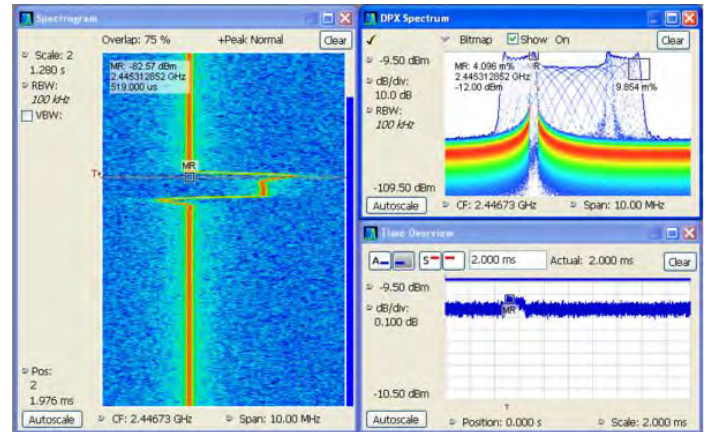 Spectrogram
Overlap: 75 %
+Peak Normal
Clear
Scale: 2
1.280 s
RBW:
100 kHz
VBW:
MR: -82.57 dBm
2.445312852 GHz
519.000 us
MR
T
Pos:
2
1.976 ms
Autoscale
CF: 2.44673 GHz
Span: 10.00 MHz
DPX Spectrum
Bitmap
Show
On
Clear
-9.50 dBm
dB/div:
10.0 dB
RBW:
100 kHz
MR: 4.096 m%
2.445312852 GHz
-12.00 dBm
R
9.854 m%
-109.50 dBm
Autoscale
CF: 2.44673 GHz
Span: 10.00 MHz
Time Overview
A
S
2.000 ms
Actual: 2.000 ms
Clear
-9.50 dBm
dB/div:
0.100 dB
MR
-10.50 dBm
T
Autoscale
Position: 0.000 s
Scale: 2.000 ms